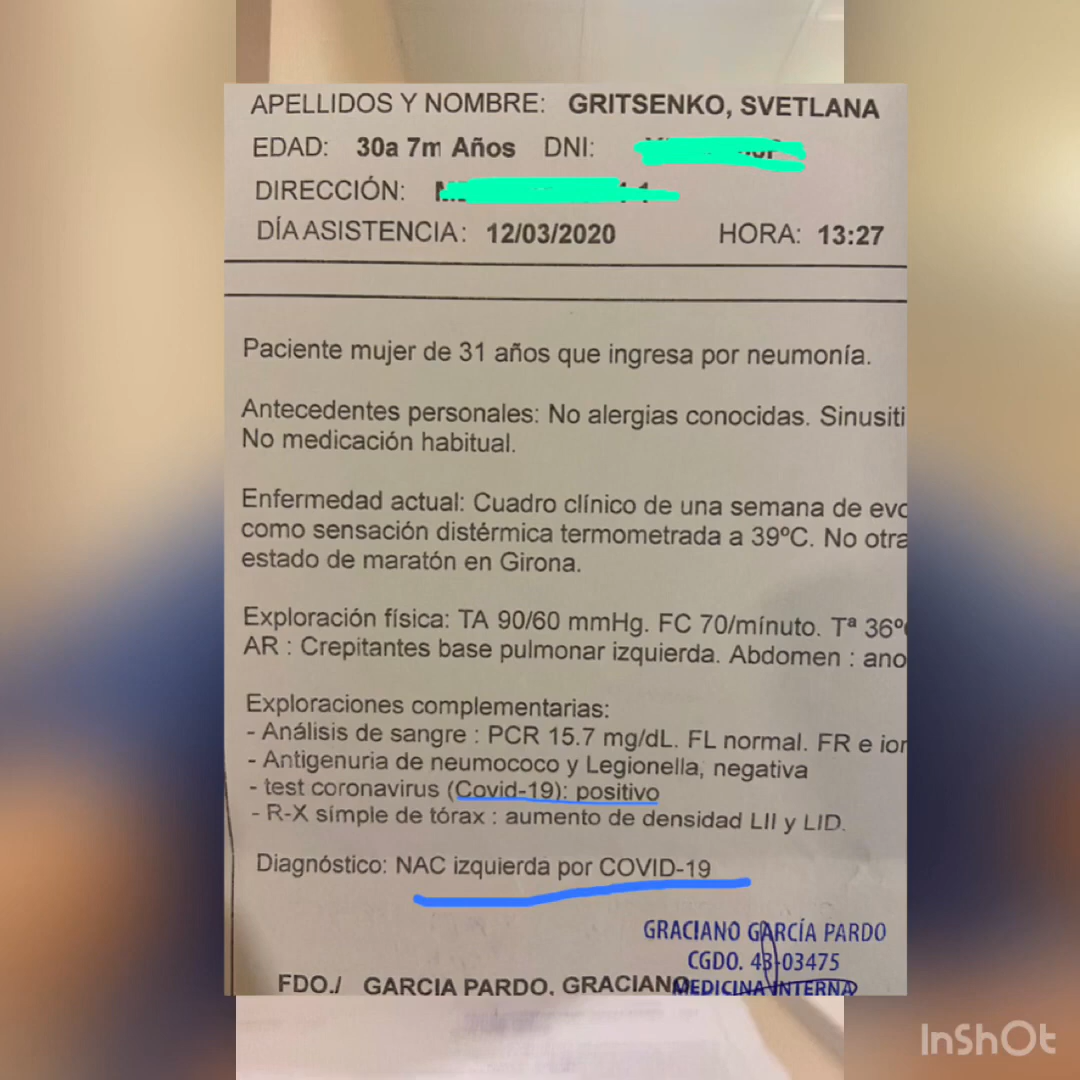 APELLIDOS Y NOMBRE: GRITSENKO, SVETLANA
EDAD: 30a 7m Años DNI:
DIRECCIÓN:
DÍA ASISTENCIA: 12/03/2020 HORA: 13:27
Paciente mujer de 31 años que ingresa por neumonía.
Antecedentes personales: No alergias conocidas. Sinusiti
No medicación habitual.
Enfermedad actual: Cuadro clínico de una semana de evo
como sensación distérmica termometrada a 39ºC. No otra
estado de maratón en Girona.
Exploración física: TA 90/60 mmHg. FC 70/mínuto. Tª 36º
AR : Crepitantes base pulmonar izquierda. Abdomen : ano
Exploraciones complementarias:
- Análisis de sangre : PCR 15.7 mg/dL. FL normal. FR e ior
- Antigenuria de neumococo y Legionella, negativa
- test coronavirus (Covid-19): positivo
- R-X símple de tórax : aumento de densidad LII y LID.
Diagnóstico: NAC izquierda por COVID-19
GRACIANO GARCÍA PARDO
CGDO. 43-03475
MEDICINA INTERNA
FDO./ GARCIA PARDO, GRACIANO
InShOt